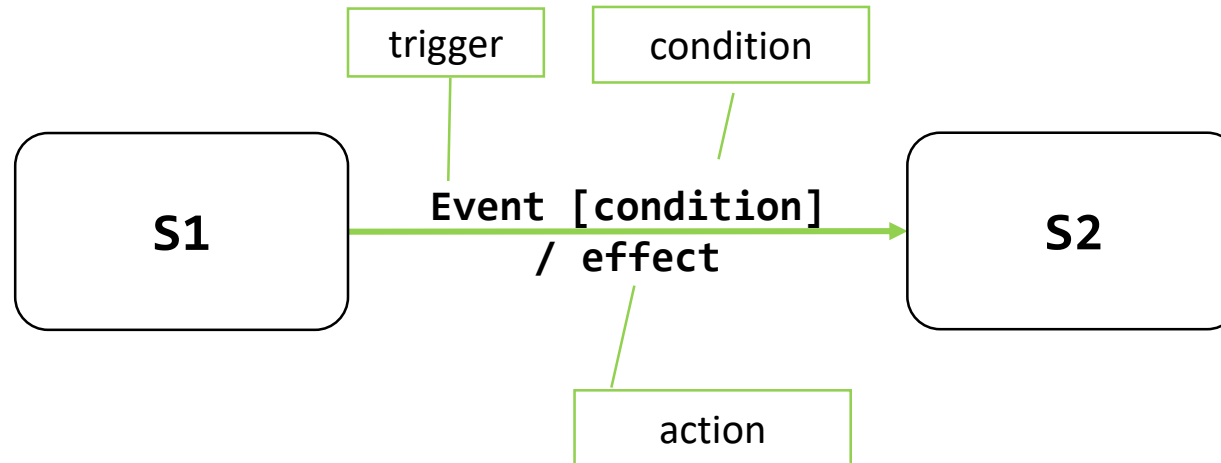 trigger
condition
Event [condition]
S1
S2
/ effect
action